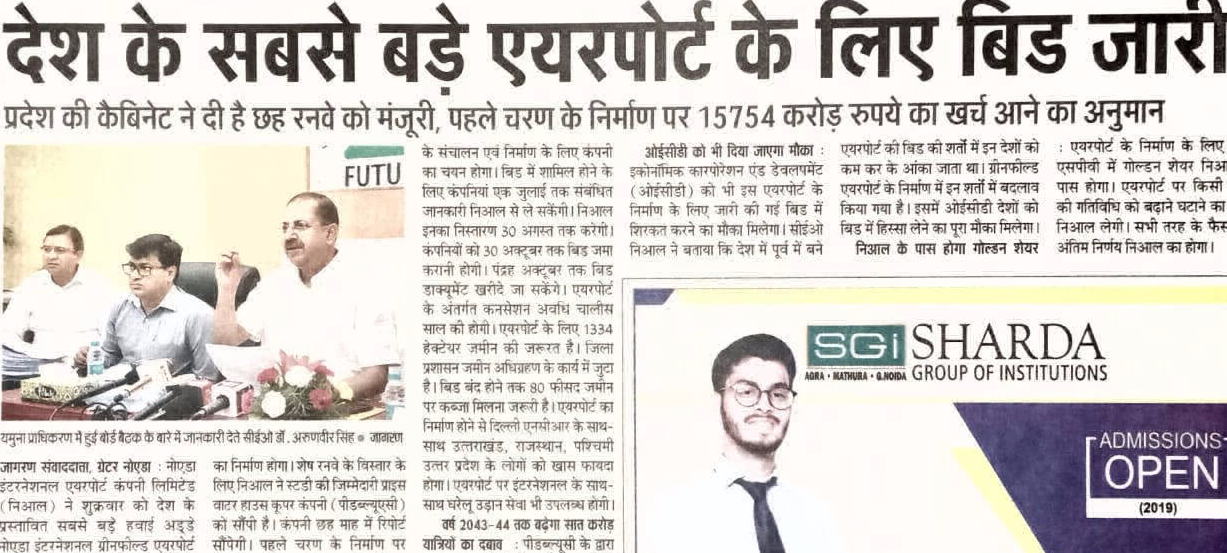 देश के सबसे बड़े एयरपोर्ट के लिए बिड जारी
प्रदेश की कैबिनेट ने दी है छह रनवे को मंजूरी, पहले चरण के निर्माण पर 15754 करोड़ रुपये का खर्च आने का अनुमान
FUTU
यमुना प्राधिकरण में हुई बोर्ड बैठक के बारे में जानकारी देते सीईओ डॉ. अरुणवीर सिंह ● जागरण
जागरण संवाददाता, ग्रेटर नोएडा : नोएडा
इंटरनेशनल एयरपोर्ट कंपनी लिमिटेड
(निआल) ने शुक्रवार को देश के
प्रस्तावित सबसे बड़े हवाई अड्डे
नोएडा इंटरनेशनल ग्रीनफील्ड एयरपोर्ट
का निर्माण होगा। शेष रनवे के विस्तार के
लिए निआल ने स्टडी की जिम्मेदारी प्राइस
वाटर हाउस कूपर कंपनी (पीडब्ल्यूएसी)
को सौंपी है। कंपनी छह माह में रिपोर्ट
सौंपेगी। पहले चरण के निर्माण पर
के संचालन एवं निर्माण के लिए कंपनी
का चयन होगा। बिड में शामिल होने के
लिए कंपनियां एक जुलाई तक संबंधित
जानकारी निआल से ले सकेंगी। निआल
इनका निस्तारण 30 अगस्त तक करेगी।
कंपनियों को 30 अक्टूबर तक बिड जमा
करानी होगी। पंद्रह अक्टूबर तक बिड
डाक्यूमेंट खरीदे जा सकेंगे। एयरपोर्ट
के अंतर्गत कनसेशन अवधि चालीस
साल की होगी। एयरपोर्ट के लिए 1334
हेक्टेयर जमीन की जरूरत है। जिला
प्रशासन जमीन अधिग्रहण के कार्य में जुटा
है। बिड बंद होने तक 80 फीसद जमीन
पर कब्जा मिलना जरूरी है। एयरपोर्ट का
निर्माण होने से दिल्ली एनसीआर के साथ-
साथ उत्तराखंड, राजस्थान, पश्चिमी
उत्तर प्रदेश के लोगों को खास फायदा
होगा। एयरपोर्ट पर इंटरनेशनल के साथ-
साथ घरेलू उड़ान सेवा भी उपलब्ध होगी।
वर्ष 2043-44 तक बढ़ेगा सात करोड़
यात्रियों का दबाव : पीडब्ल्यूसी के द्वारा
ओईसीडी को भी दिया जाएगा मौका :
इकोनॉमिक कारपोरेशन एंड डेवलपमेंट
(ओईसीडी) को भी इस एयरपोर्ट के
निर्माण के लिए जारी की गई बिड में
शिरकत करने का मौका मिलेगा। सीईओ
निआल ने बताया कि देश में पूर्व में बने
एयरपोर्ट की बिड की शर्तो में इन देशों को
कम कर के आंका जाता था। ग्रीनफील्ड
एयरपोर्ट के निर्माण में इन शर्तो में बदलाव
किया गया है। इसमें ओईसीडी देशों को
बिड में हिस्सा लेने का पूरा मौका मिलेगा।
निआल के पास होगा गोल्डन शेयर
: एयरपोर्ट के निर्माण के लिए
एसपीवी में गोल्डन शेयर निअ
पास होगा। एयरपोर्ट पर किसी
की गतिविधि को बढ़ाने घटाने का
निआल लेगी। सभी तरह के फैस
अंतिम निर्णय निआल का होगा।
SGi SHARDA
AGRA • MATHURA • G.NOIDA GROUP OF INSTITUTIONS
ADMISSIONS
OPEN
(2019)